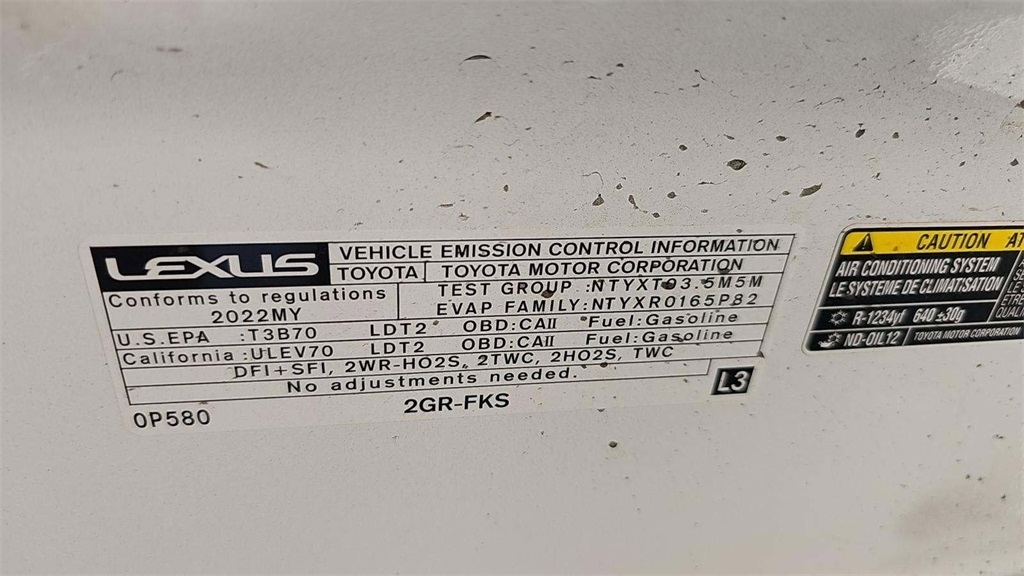 LEXUS
VEHICLE EMISSION CONTROL INFORMATION
TOYOTA TOYOTA MOTOR CORPORATION
Conforms to regulations
2022MY
TEST GROUP :NTYXT03.5M5M
EVAP FAMILY:NTYXR0165P82
U.S.EPA :T3B70 LDT2 OBD:CAII Fuel:Gasoline
California :ULEV70 LDT2 OBD:CAII Fuel:Gasoline
DFI+SFI, 2WR-HO2S, 2TWC, 2HO2S, TWC
No adjustments needed.
0P580 2GR-FKS L3
CAUTION
AIR CONDITIONING SYSTEM
LE SYSTEME DE CLIMATISATION
R-1234yf 640 ±30g
ND-OIL12 TOYOTA MOTOR CORPORATION